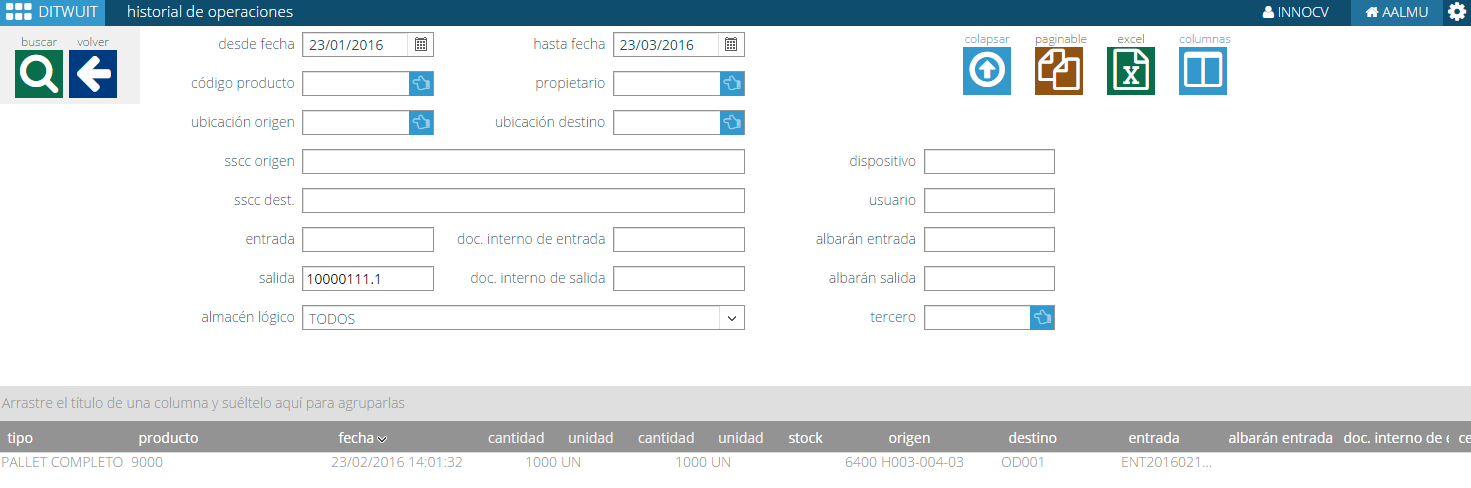 DITWUIT historial de operaciones INNOCV AALMU
buscar volver desde fecha 23/01/2016 hasta fecha 23/03/2016 colapsar paginable excel columnas
código producto propietario
ubicación origen ubicación destino
sscc origen dispositivo
sscc dest. usuario
entrada doc. interno de entrada albarán entrada
salida 10000111.1 doc. interno de salida albarán salida
almacén lógico TODOS tercero
Arrastre el título de una columna y suéltelo aquí para agruparlas
tipo producto fecha cantidad unidad cantidad unidad stock origen destino entrada albarán entrada doc. interno de e ce
PALLET COMPLETO 9000 23/02/2016 14:01:32 1000 UN 1000 UN 6400 H003-004-03 OD001 ENT2016021...